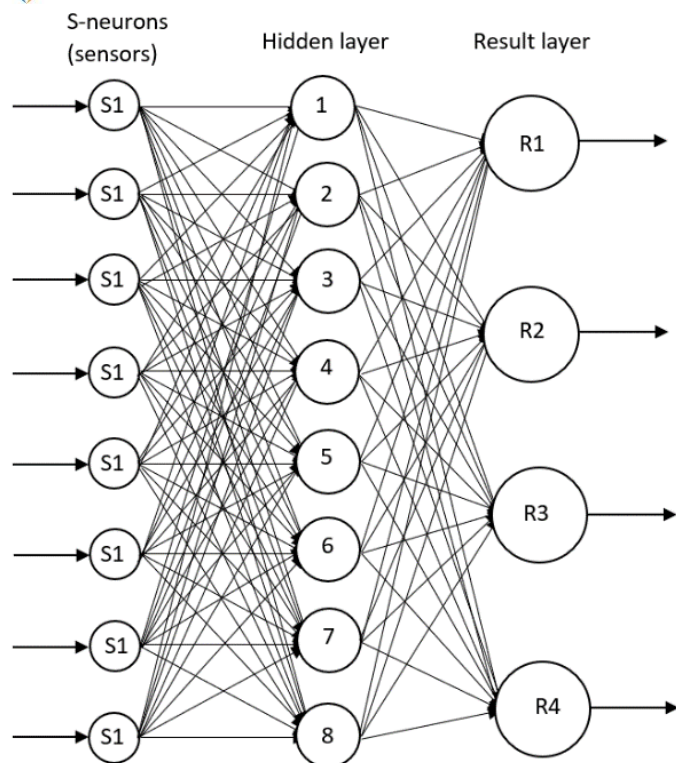 S-neurons
(sensors)
Hidden layer
Result layer
S1
1
R1
S1
2
S1
3
R2
S1
4
S1
5
R3
S1
6
S1
7
R4
S1
8